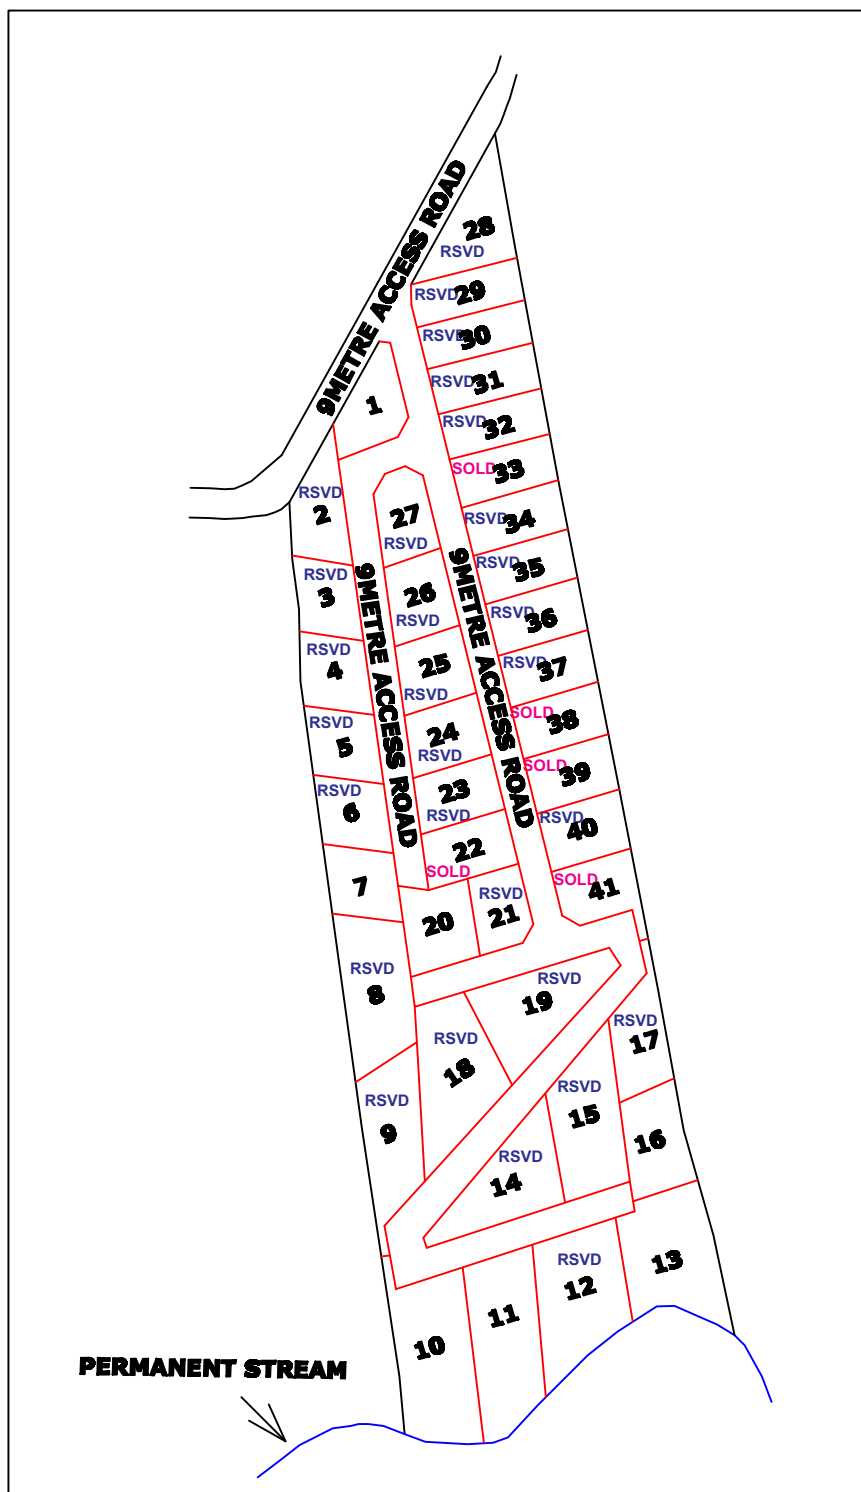 9METRE ACCESS ROAD
28
RSVD
RSVD 29
RSVD 30
RSVD 31
1
RSVD 32
SOLD 33
RSVD
2
27
RSVD
RSVD 34
RSVD 35
RSVD
3
26
RSVD
RSVD 36
9METRE ACCESS ROAD
9METRE ACCESS ROAD
RSVD
4
25
RSVD
RSVD 37
RSVD
5
24
RSVD
SOLD 38
SOLD 39
RSVD
6
23
RSVD
RSVD 40
22
SOLD
7
SOLD 41
20
RSVD
21
RSVD
8
RSVD
19
RSVD
18
RSVD
17
RSVD
9
RSVD
15
16
RSVD
14
RSVD
12
13
11
10
PERMANENT STREAM